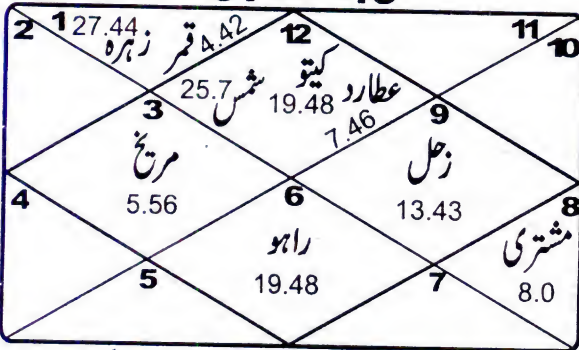 2
1
27.44
زہرہ
قمر
4.42
12
11
10
25.7
شمس
کیتو
19.48
عطارد
7.46
3
9
مریخ
5.56
زحل
13.43
4
6
8
راہو
19.48
مشتری
8.0
5
7